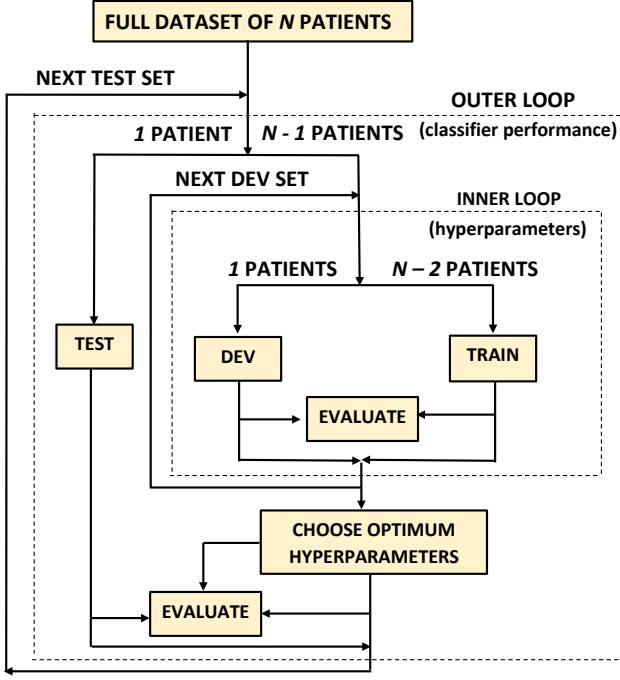 FULL DATASET OF N PATIENTS
NEXT TEST SET
OUTER LOOP
(classifier performance)
1 PATIENT
N - 1 PATIENTS
NEXT DEV SET
INNER LOOP
(hyperparameters)
1 PATIENTS
N – 2 PATIENTS
TEST
DEV
TRAIN
EVALUATE
CHOOSE OPTIMUM
HYPERPARAMETERS
EVALUATE